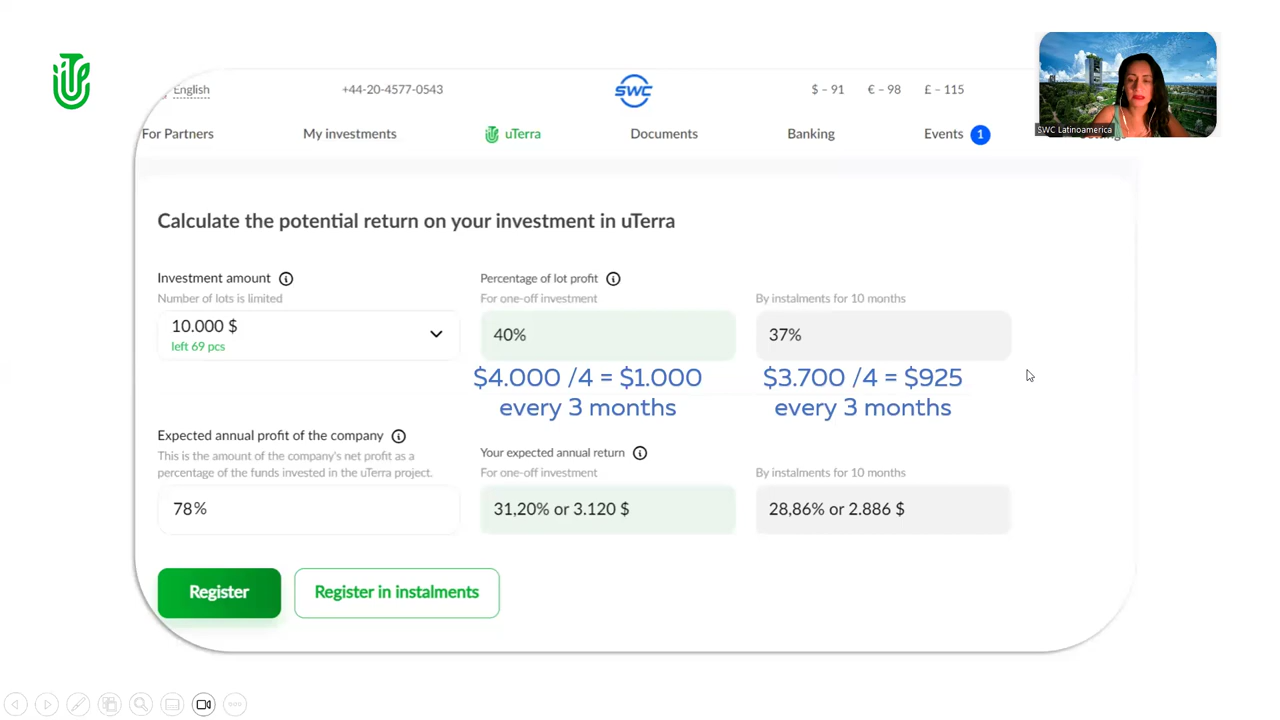 English
+44-20-4577-0543
SWC
$ – 91 € – 98 £ – 115
For Partners
My investments
uTerra
Documents
Banking
Events 1
SWC Latinoamerica
Calculate the potential return on your investment in uTerra
Investment amount
Number of lots is limited
10.000 $
left 69 pcs
Percentage of lot profit
For one-off investment
40%
$4.000 /4 = $1.000
every 3 months
By instalments for 10 months
37%
$3.700 /4 = $925
every 3 months
Expected annual profit of the company
This is the amount of the company's net profit as a
percentage of the funds invested in the uTerra project.
78%
Your expected annual return
For one-off investment
31,20% or 3.120 $
By instalments for 10 months
28,86% or 2.886 $
Register
Register in instalments